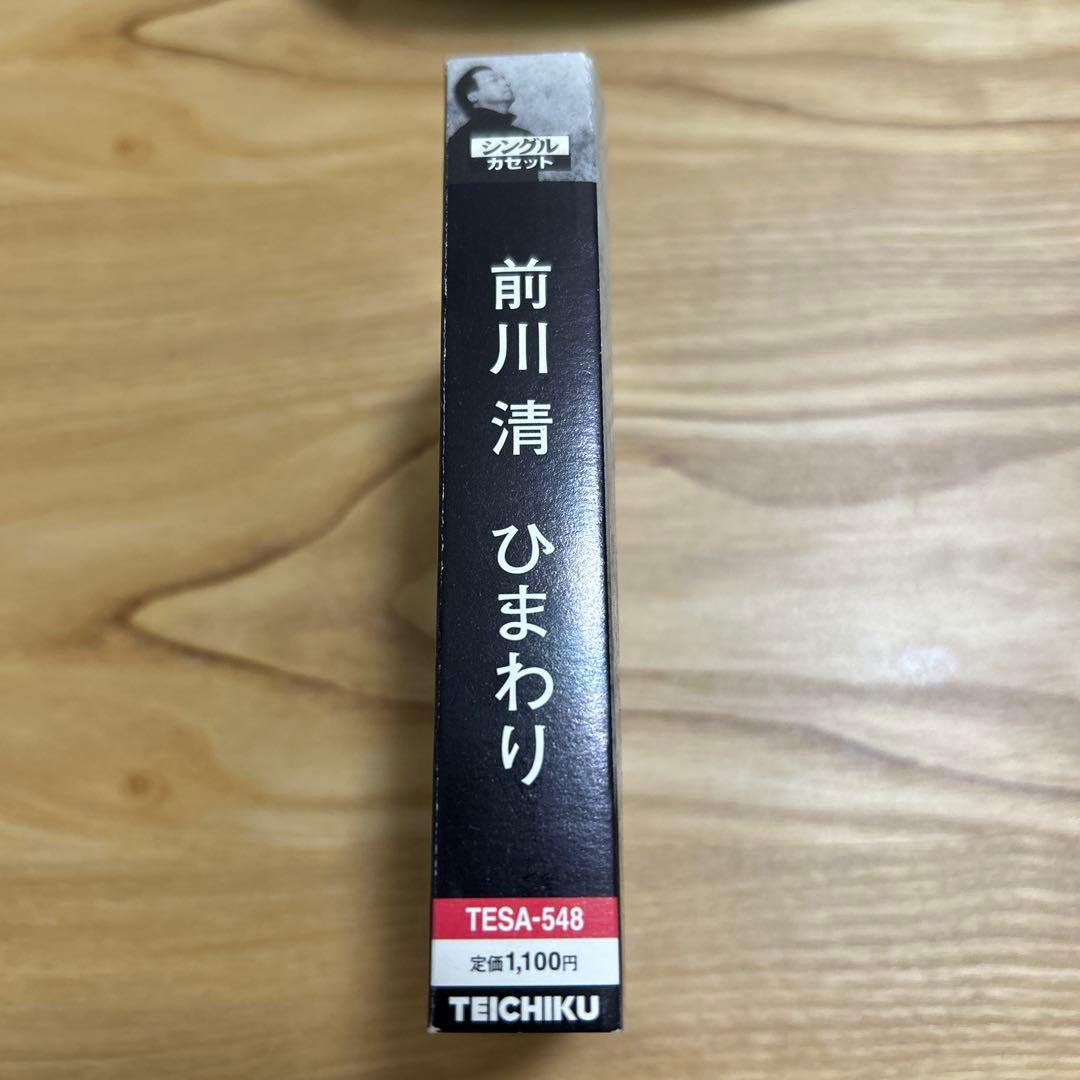 シングル
カセット
前川 清 ひまわり
TESA-548
定価1,100円
TEICHIKU